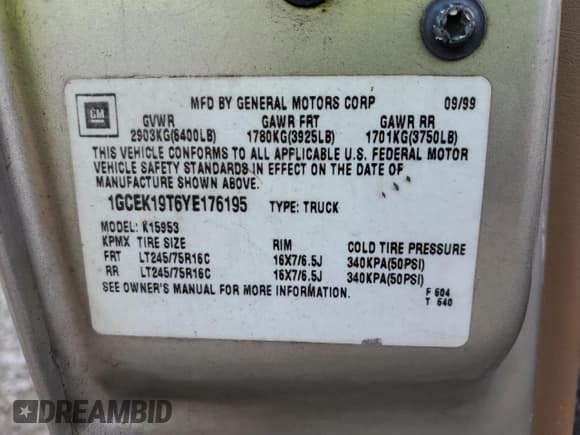 GM
MFD BY GENERAL MOTORS CORP 09/99
GVWR GAWR FRT GAWR RR
2903KG(6400LB) 1780KG(3925LB) 1701KG(3750LB)
THIS VEHICLE CONFORMS TO ALL APPLICABLE U.S. FEDERAL MOTOR
VEHICLE SAFETY STANDARDS IN EFFECT ON THE DATE OF
MANUFACTURE SHOWN ABOVE.
1GCEK19T6YE176195 TYPE: TRUCK
MODEL: K15953
KPMX TIRE SIZE RIM COLD TIRE PRESSURE
FRT LT245/75R16C 16X7/6.5J 340KPA(50PSI)
RR LT245/75R16C 16X7/6.5J 340KPA(50PSI)
SEE OWNER'S MANUAL FOR MORE INFORMATION.
F 604
T 540
DREAMBID